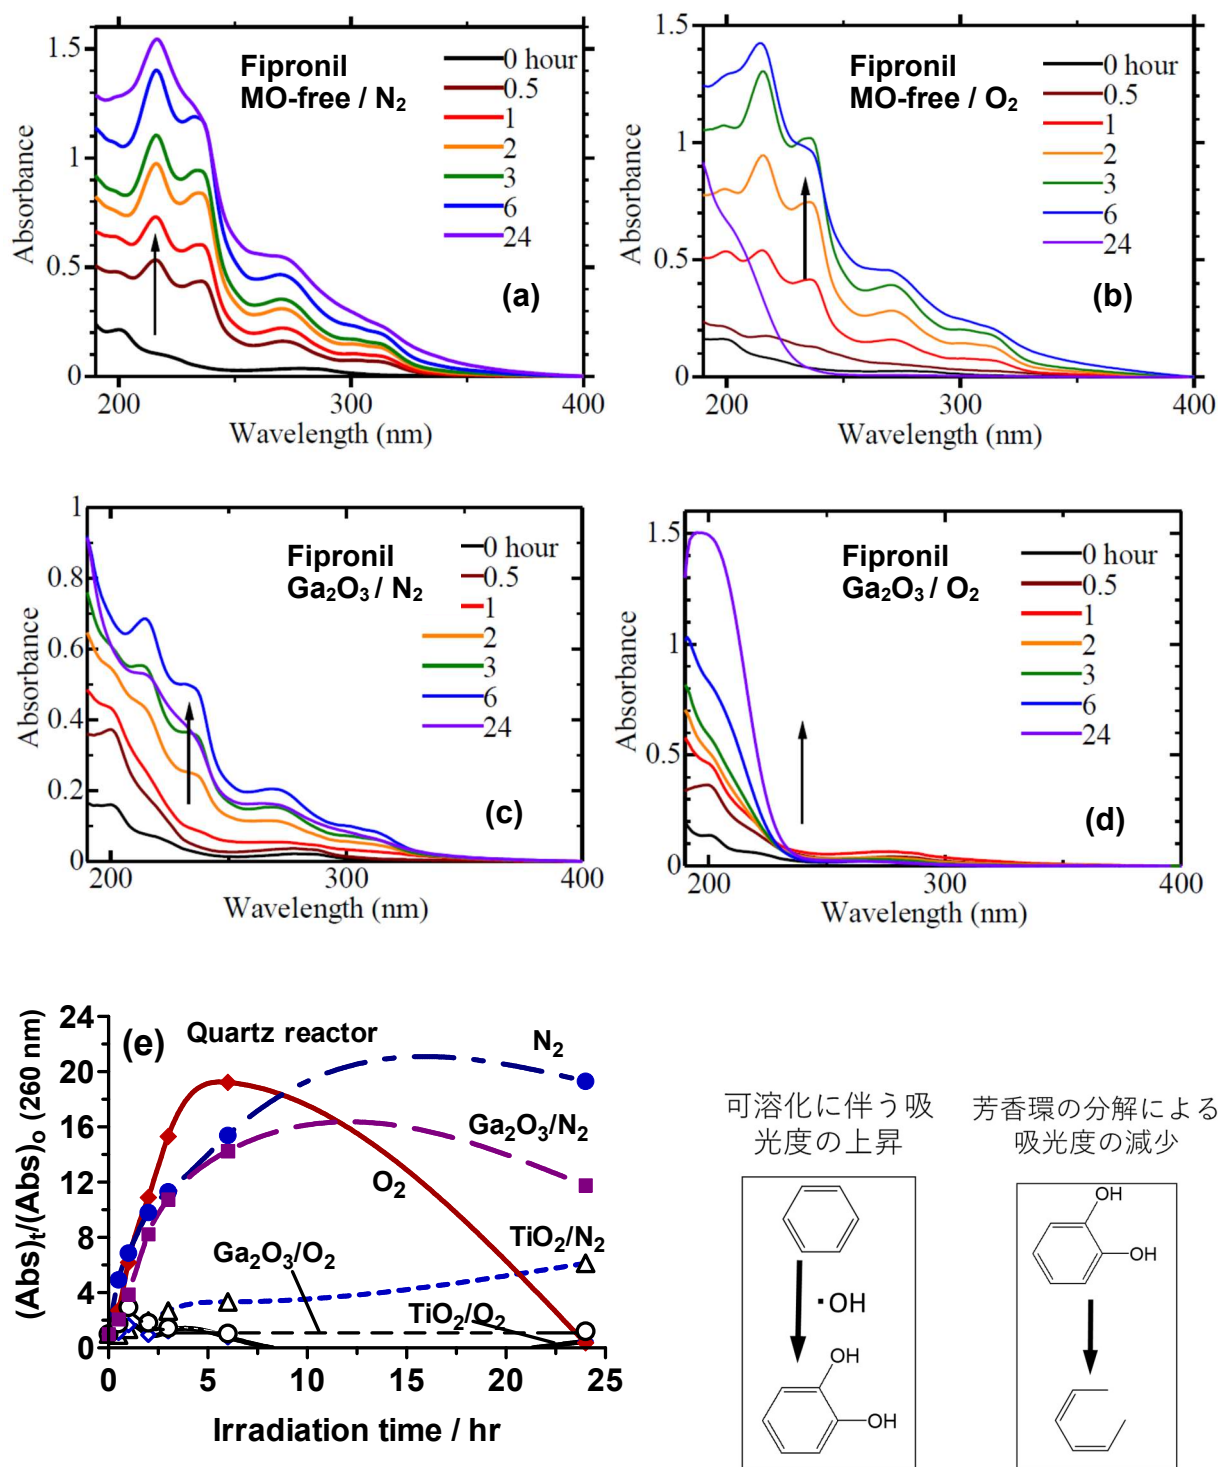 Fipronil
MO-free / N₂
0 hour
0.5
1
2
3
6
24
1.5
1
0.5
0
200
300
400
Absorbance
Wavelength (nm)
(a)
Fipronil
MO-free / O₂
0 hour
0.5
1
2
3
6
24
1.5
1
0.5
0
200
300
400
Absorbance
Wavelength (nm)
(b)
Fipronil
Ga₂O₃ / N₂
0 hour
0.5
1
2
3
6
24
1
0.8
0.6
0.4
0.2
0
200
300
400
Absorbance
Wavelength (nm)
(c)
Fipronil
Ga₂O₃ / O₂
0 hour
0.5
1
2
3
6
24
1.5
1
0.5
0
200
300
400
Absorbance
Wavelength (nm)
(d)
(e)
Quartz reactor
N₂
Ga₂O₃/N₂
O₂
TiO₂/N₂
Ga₂O₃/O₂
TiO₂/O₂
24
20
16
12
8
4
0
0
5
10
15
20
25
(Abs)t/(Abs)o (260 nm)
Irradiation time / hr
可溶化に伴う吸
光度の上昇
·OH
OH
OH
芳香環の分解による
吸光度の減少
OH
OH